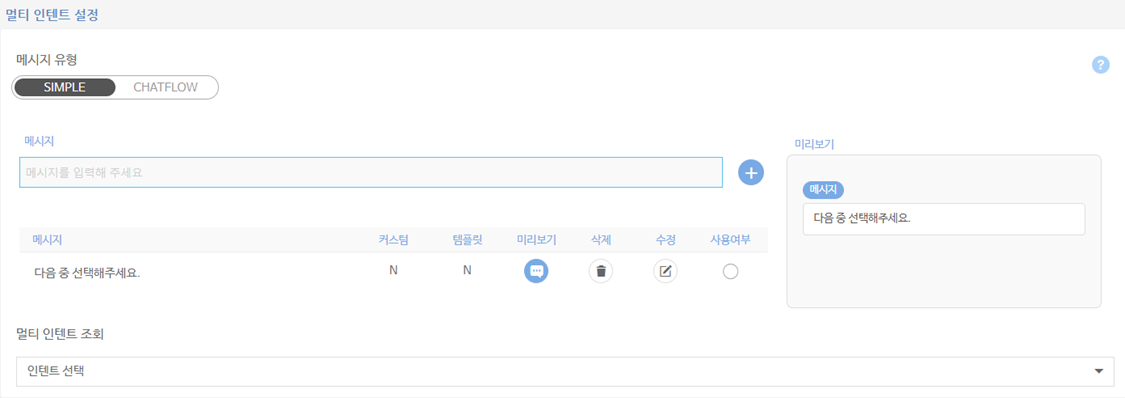 멀티 인텐트 설정
메시지 유형
?
SIMPLE CHATFLOW
메시지
메시지를 입력해 주세요
미리보기
메시지
다음 중 선택해주세요.
메시지 커스텀 템플릿 미리보기 삭제 수정 사용여부
다음 중 선택해주세요. N N
멀티 인텐트 조회
인텐트 선택